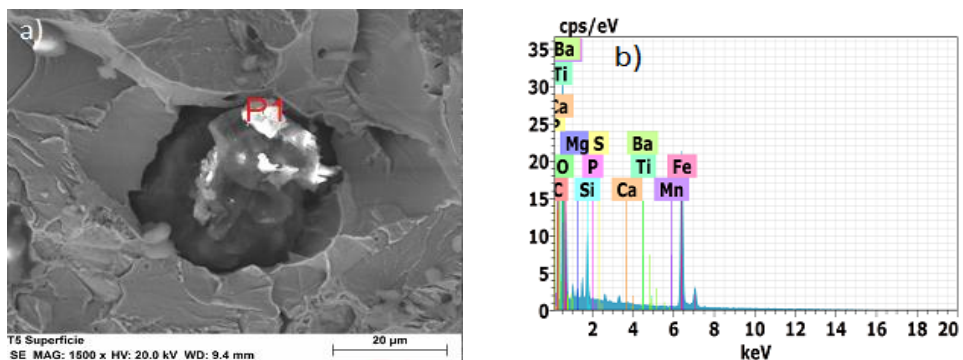 a)
P1
T5 Superficie
SE MAG: 1500 x HV: 20.0 kV WD: 9.4 mm
20 µm
cps/eV
b)
35
30
25
20
15
10
5
0
Ba
Ti
Ca
P
Mg S Ba
O P Ti Fe
C Si Ca Mn
2 4 6 8 10 12 14 16 18 20
keV